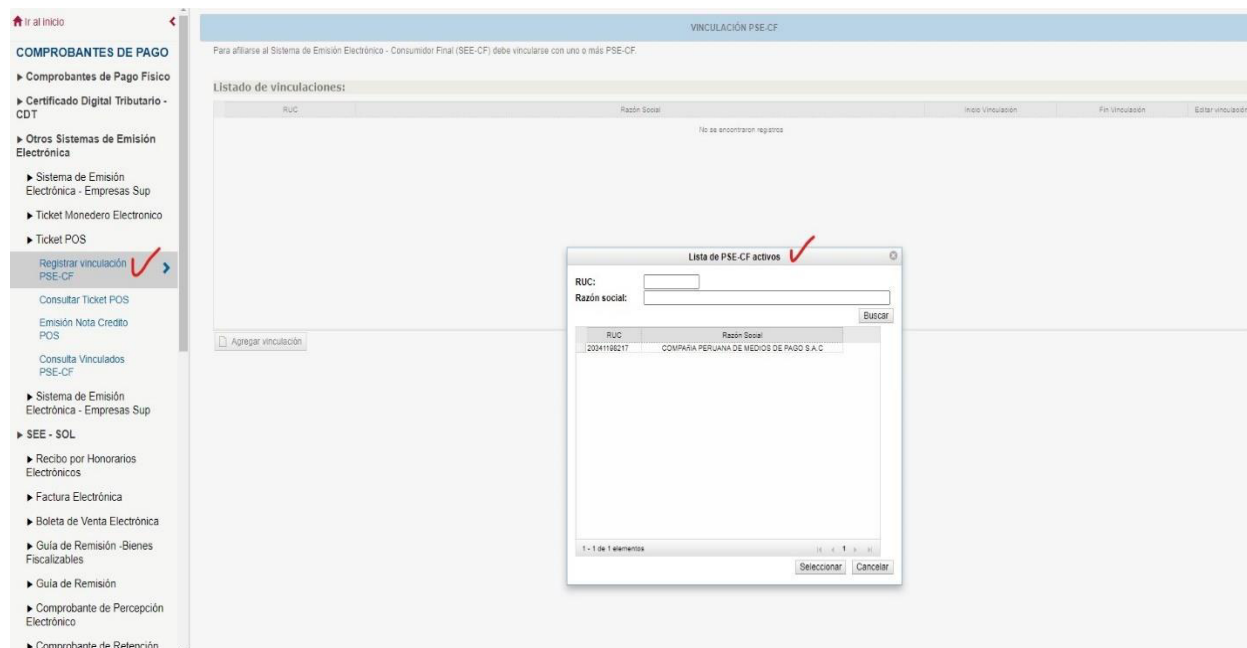 Ir al inicio
COMPROBANTES DE PAGO
Comprobantes de Pago Físico
Certificado Digital Tributario -
CDT
Otros Sistemas de Emisión
Electrónica
Sistema de Emisión
Electrónica - Empresas Sup
Ticket Monedero Electronico
Ticket POS
Registrar vinculación
PSE-CF
Consultar Ticket POS
Emisión Nota Credito
POS
Consulta Vinculados
PSE-CF
Sistema de Emisión
Electrónica - Empresas Sup
SEE - SOL
Recibo por Honorarios
Electrónicos
Factura Electrónica
Boleta de Venta Electrónica
Guía de Remisión -Bienes
Fiscalizables
Guía de Remisión
Comprobante de Percepción
Electrónico
Comprobante de Retención
VINCULACIÓN PSE-CF
Para afiliarse al Sistema de Emisión Electrónica - Consumidor Final (SEE-CF) debe vincularse con uno o más PSE-CF.
Listado de vinculaciones:
RUC Razón Social Inicio Vinculación Fin Vinculación Editar vinculación
No se encontraron registros
Agregar vinculación
Lista de PSE-CF activos
RUC:
Razón social:
Buscar
RUC Razón Social
20341198217 COMPAÑIA PERUANA DE MEDIOS DE PAGO S.A.C
1 - 1 de 1 elementos 1
Seleccionar Cancelar